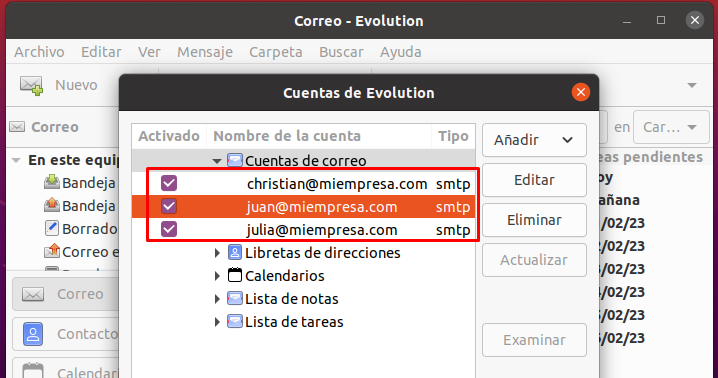 Correo - Evolution
Archivo Editar Ver Mensaje Carpeta Buscar Ayuda
Nuevo
Cuentas de Evolution
Correo
en Car...
Activado Nombre de la cuenta Tipo
Añadir
En este equip
eas pendientes
Cuentas de correo
oy
Bandeja
christian@miempresa.com smtp
Editar
Bandeja
juan@miempresa.com smtp
añana
Borrado
julia@miempresa.com smtp
Eliminar
/02/23
Correo e
Libretas de direcciones
/02/23
Actualizar
Calendarios
/02/23
Correo
Lista de notas
/02/23
Contacto
Lista de tareas
/02/23
Examinar
/02/23
Calendari